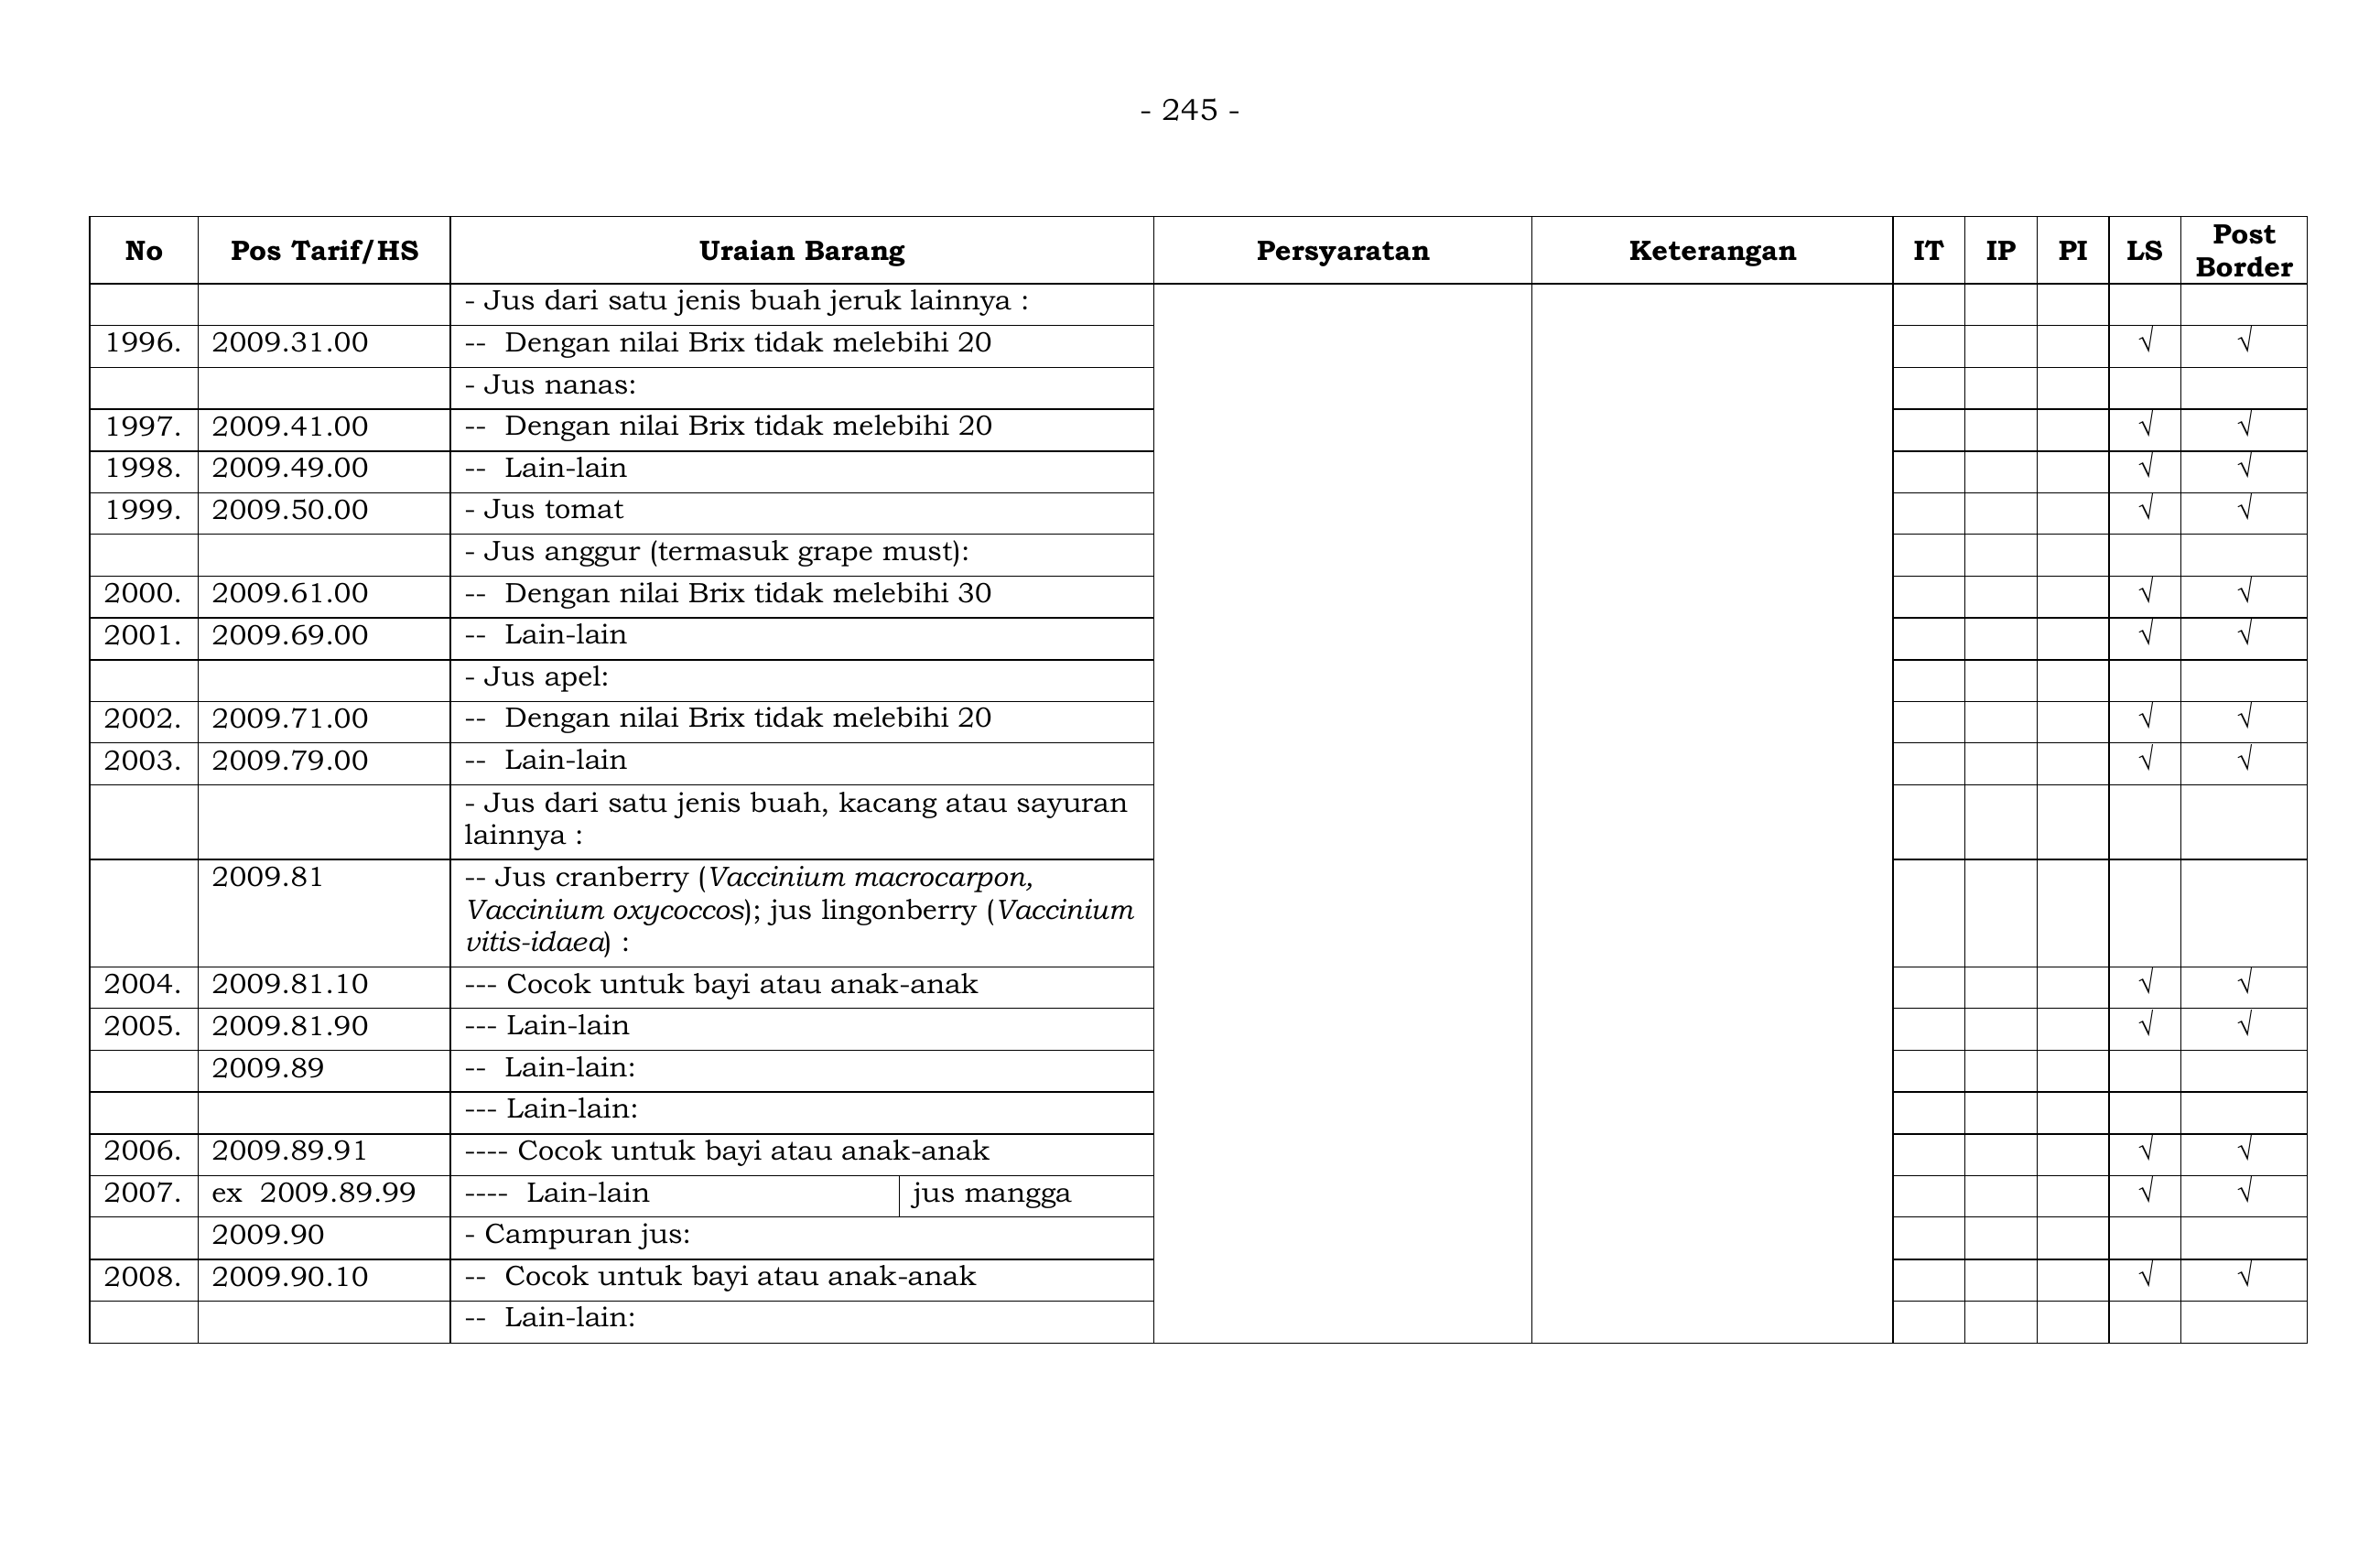 - 245 -
No Pos Tarif/HS Uraian Barang Persyaratan Keterangan IT IP PI LS Post Border
- Jus dari satu jenis buah jeruk lainnya :
1996. 2009.31.00 -- Dengan nilai Brix tidak melebihi 20 √ √
- Jus nanas:
1997. 2009.41.00 -- Dengan nilai Brix tidak melebihi 20 √ √
1998. 2009.49.00 -- Lain-lain √ √
1999. 2009.50.00 - Jus tomat √ √
- Jus anggur (termasuk grape must):
2000. 2009.61.00 -- Dengan nilai Brix tidak melebihi 30 √ √
2001. 2009.69.00 -- Lain-lain √ √
- Jus apel:
2002. 2009.71.00 -- Dengan nilai Brix tidak melebihi 20 √ √
2003. 2009.79.00 -- Lain-lain √ √
- Jus dari satu jenis buah, kacang atau sayuran
lainnya :
2009.81 -- Jus cranberry (Vaccinium macrocarpon,
Vaccinium oxycoccos); jus lingonberry (Vaccinium
vitis-idaea) :
2004. 2009.81.10 --- Cocok untuk bayi atau anak-anak √ √
2005. 2009.81.90 --- Lain-lain √ √
2009.89 -- Lain-lain:
--- Lain-lain:
2006. 2009.89.91 ---- Cocok untuk bayi atau anak-anak √ √
2007. ex 2009.89.99 ---- Lain-lain jus mangga √ √
2009.90 - Campuran jus:
2008. 2009.90.10 -- Cocok untuk bayi atau anak-anak √ √
-- Lain-lain: